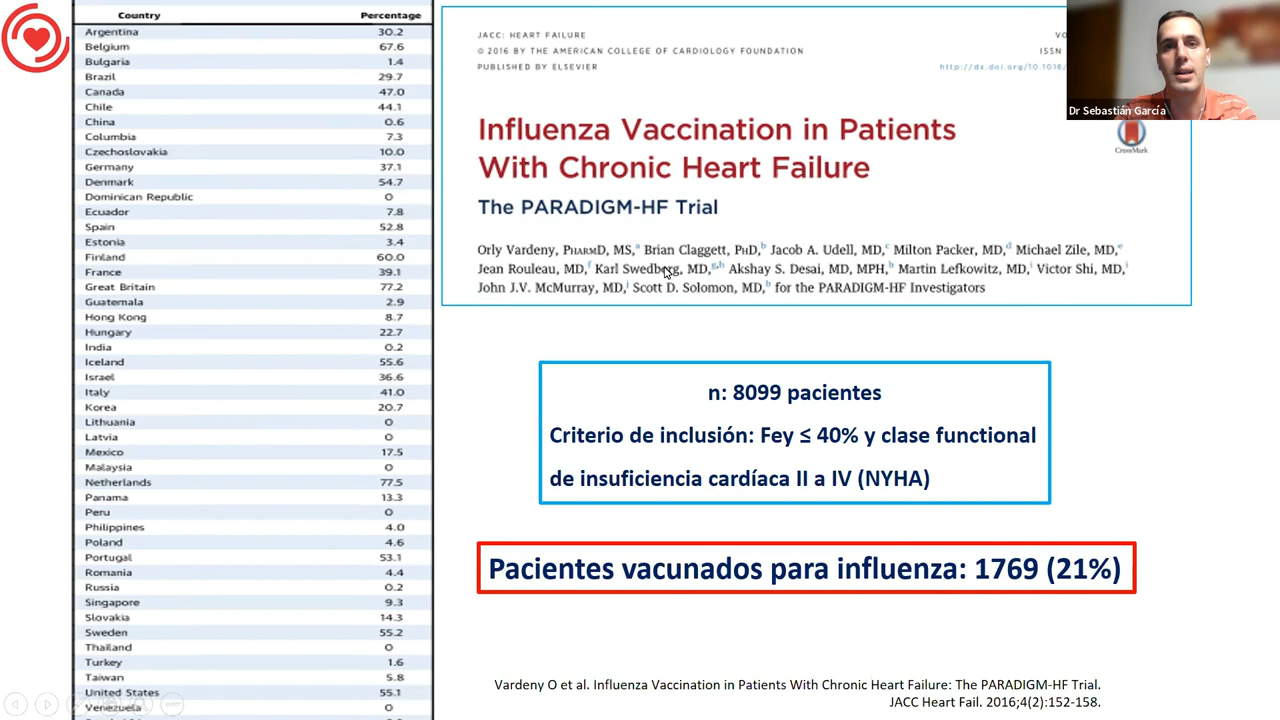 Country Percentage
Argentina 30.2
Belgium 67.6
Bulgaria 1.4
Brazil 29.7
Canada 47.0
Chile 44.1
China 0.6
Columbia 7.3
Czechoslovakia 10.0
Germany 37.1
Denmark 54.7
Dominican Republic 0
Ecuador 7.8
Spain 52.8
Estonia 3.4
Finland 60.0
France 39.1
Great Britain 77.2
Guatemala 2.9
Hong Kong 8.7
Hungary 22.7
India 0.2
Iceland 55.6
Israel 36.6
Italy 41.0
Korea 20.7
Lithuania 0
Latvia 0
Mexico 17.5
Malaysia 0
Netherlands 77.5
Panama 13.3
Peru 0
Philippines 4.0
Poland 4.6
Portugal 53.1
Romania 4.4
Russia 0.2
Singapore 9.3
Slovakia 14.3
Sweden 55.2
Thailand 0
Turkey 1.6
Taiwan 5.8
United States 55.1
Venezuela 0
JACC: HEART FAILURE VO
© 2016 BY THE AMERICAN COLLEGE OF CARDIOLOGY FOUNDATION ISSN
PUBLISHED BY ELSEVIER http://dx.doi.org/10.1016/
Dr Sebastián García
CrossMark
Influenza Vaccination in Patients
With Chronic Heart Failure
The PARADIGM-HF Trial
Orly Vardeny, PHARMD, MS,a Brian Claggett, PHD,b Jacob A. Udell, MD,c Milton Packer, MD,d Michael Zile, MD,e
Jean Rouleau, MD,f Karl Swedberg, MD,g,h Akshay S. Desai, MD, MPH,b Martin Lefkowitz, MD,i Victor Shi, MD,i
John J.V. McMurray, MD,j Scott D. Solomon, MD,b for the PARADIGM-HF Investigators
n: 8099 pacientes
Criterio de inclusión: Fey ≤ 40% y clase functional
de insuficiencia cardíaca II a IV (NYHA)
Pacientes vacunados para influenza: 1769 (21%)
Vardeny O et al. Influenza Vaccination in Patients With Chronic Heart Failure: The PARADIGM-HF Trial.
JACC Heart Fail. 2016;4(2):152-158.